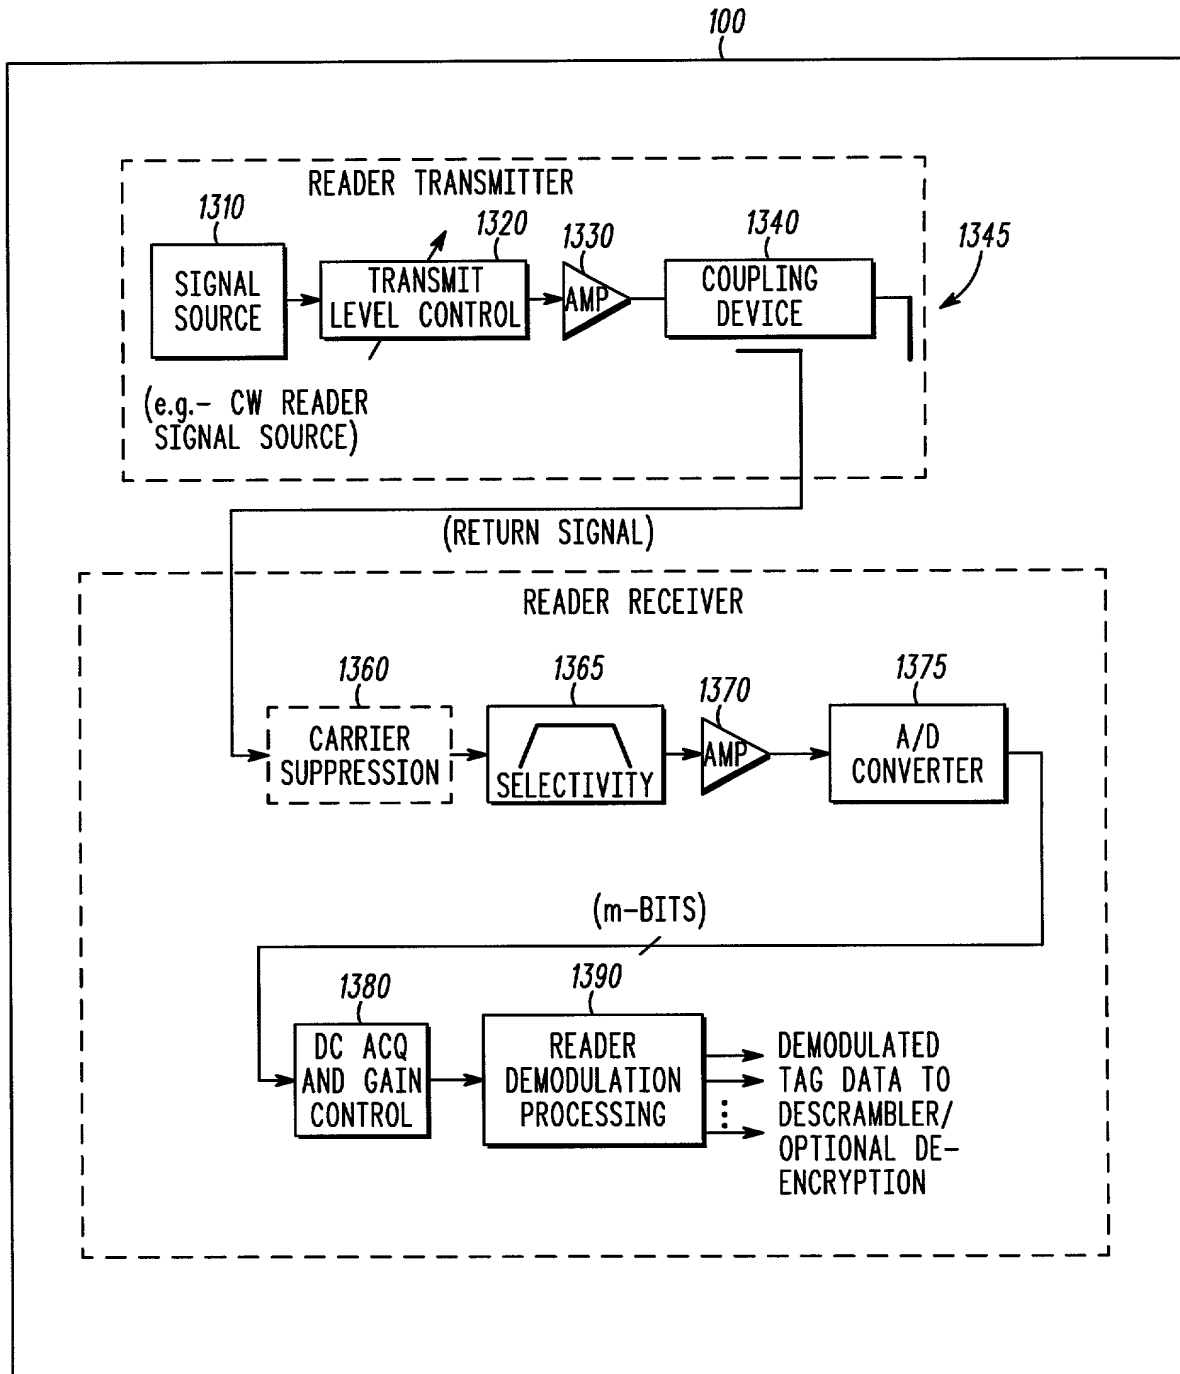 100
READER TRANSMITTER
1310
1320
1330
1340
1345
SIGNAL
SOURCE
TRANSMIT
LEVEL CONTROL
AMP
COUPLING
DEVICE
(e.g.- CW READER
SIGNAL SOURCE)
(RETURN SIGNAL)
READER RECEIVER
1360
1365
1370
1375
CARRIER
SUPPRESSION
SELECTIVITY
AMP
A/D
CONVERTER
(m-BITS)
1380
1390
DC ACQ
AND GAIN
CONTROL
READER
DEMODULATION
PROCESSING
DEMODULATED
TAG DATA TO
DESCRAMBLER/
OPTIONAL DE-
ENCRYPTION